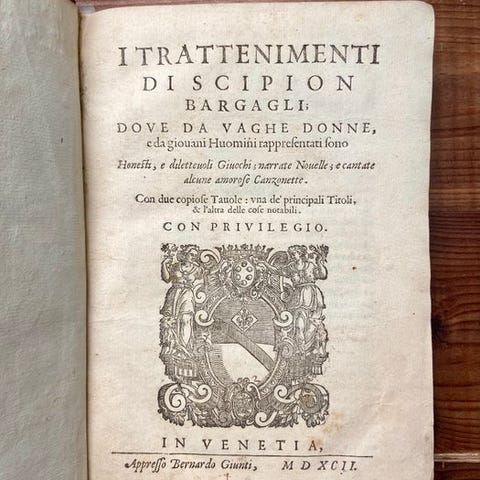 I TRATTENIMENTI
DI SCIPION
BARGAGLI;
DOVE DA VAGHE DONNE,
e da giouani Huomini rappresentati sono
Honesti, e diletteuoli Giuochi; narrate Nouelle; e cantate
alcune amorose Canzonette.
Con due copiose Tauole: vna de' principali Titoli,
& l'altra delle cose notabili.
CON PRIVILEGIO.
IN VENETIA,
Appresso Bernardo Giunti, M D XCII.